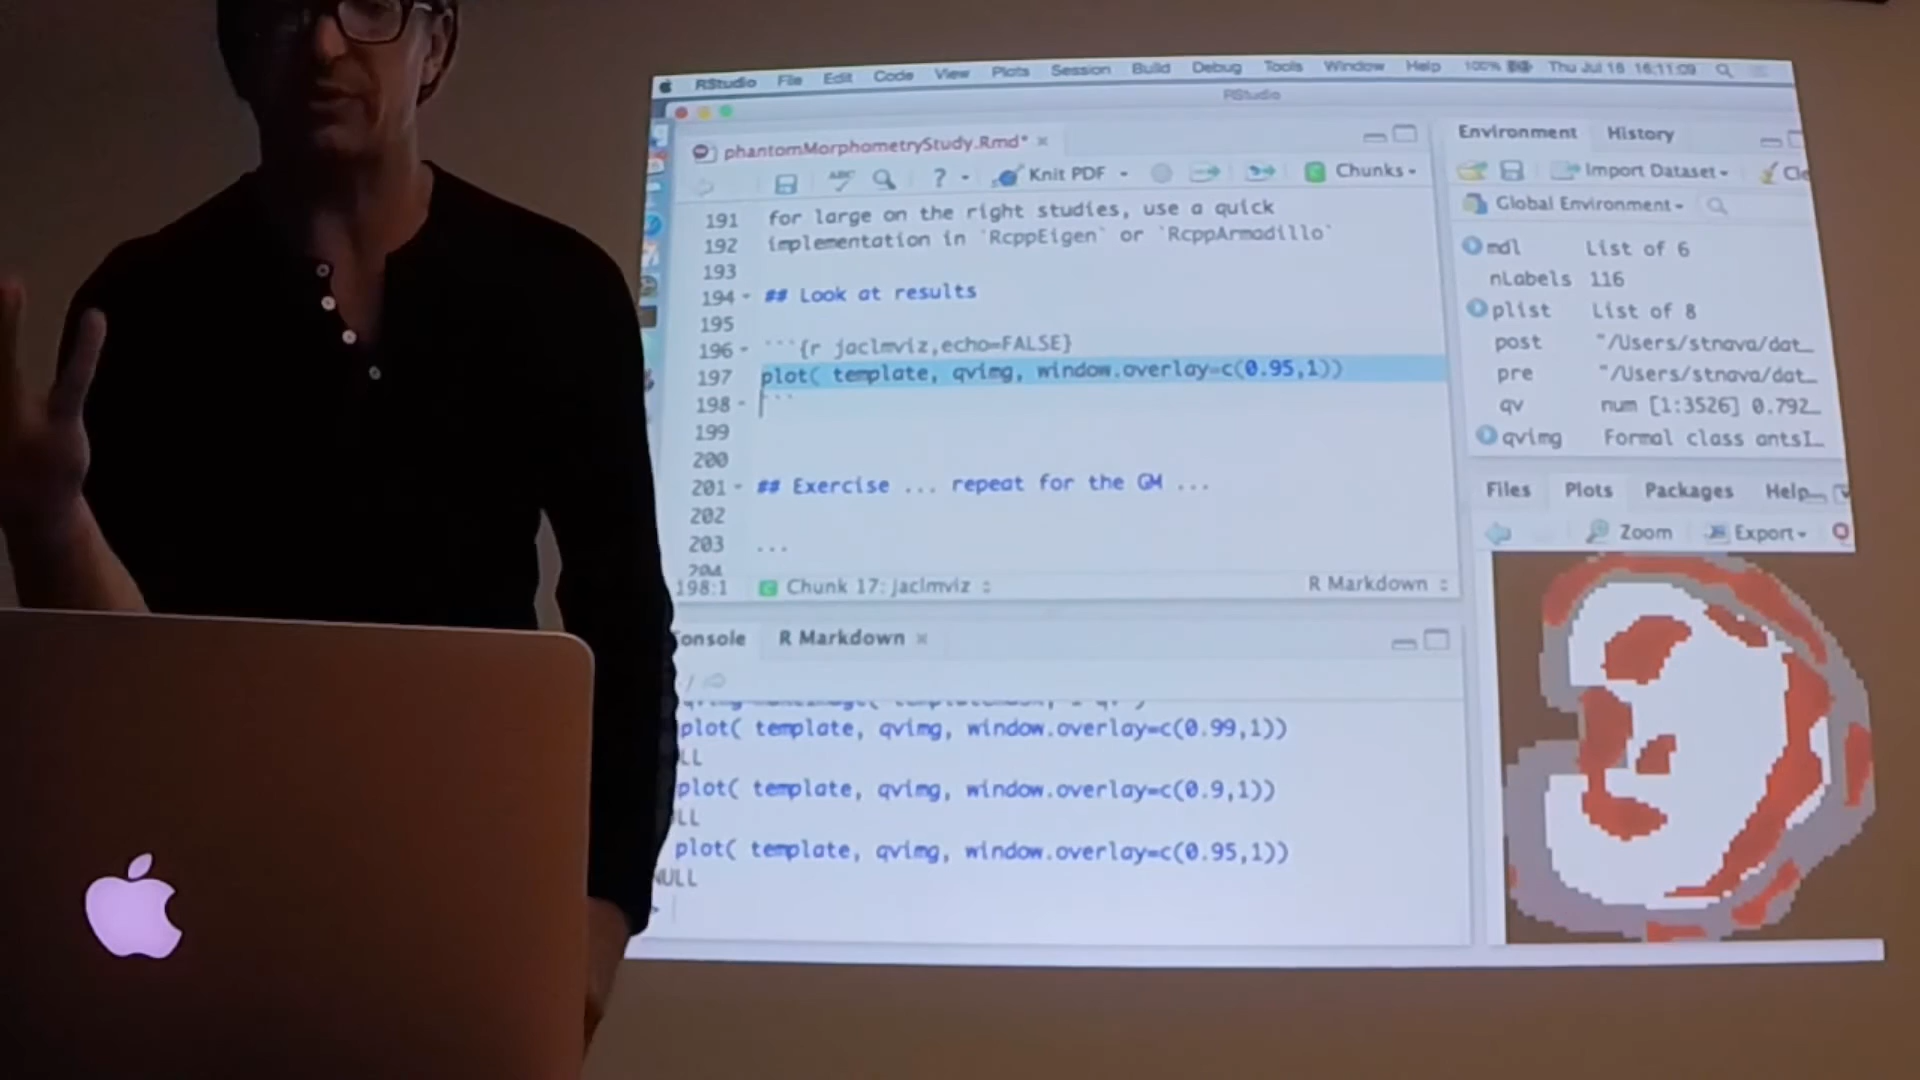 RStudio File Edit Code View Plots Session Build Debug Tools Window Help 100% Thu Jul 16 16:11:09
RStudio
phantomMorphometryStudy.Rmd*
ABC ? Knit PDF Chunks
191 for large on the right studies, use a quick
192 implementation in `RcppEigen` or `RcppArmadillo`
193
194 ## Look at results
195
196 ```{r jaclmviz,echo=FALSE}
197 plot( template, qvimg, window.overlay=c(0.95,1))
198 ```
199
200
201 ## Exercise ... repeat for the GM ...
202
203 ...
204
198:1 Chunk 17: jaclmviz R Markdown
onsole R Markdown
plot( template, qvimg, window.overlay=c(0.99,1))
LL
plot( template, qvimg, window.overlay=c(0.9,1))
LL
plot( template, qvimg, window.overlay=c(0.95,1))
NULL
>
Environment History
Import Dataset Cle
Global Environment
mdl List of 6
nLabels 116
plist List of 8
post "/Users/stnava/dat…
pre "/Users/stnava/dat…
qv num [1:3526] 0.792…
qvimg Formal class antsI…
Files Plots Packages Help
Zoom Export